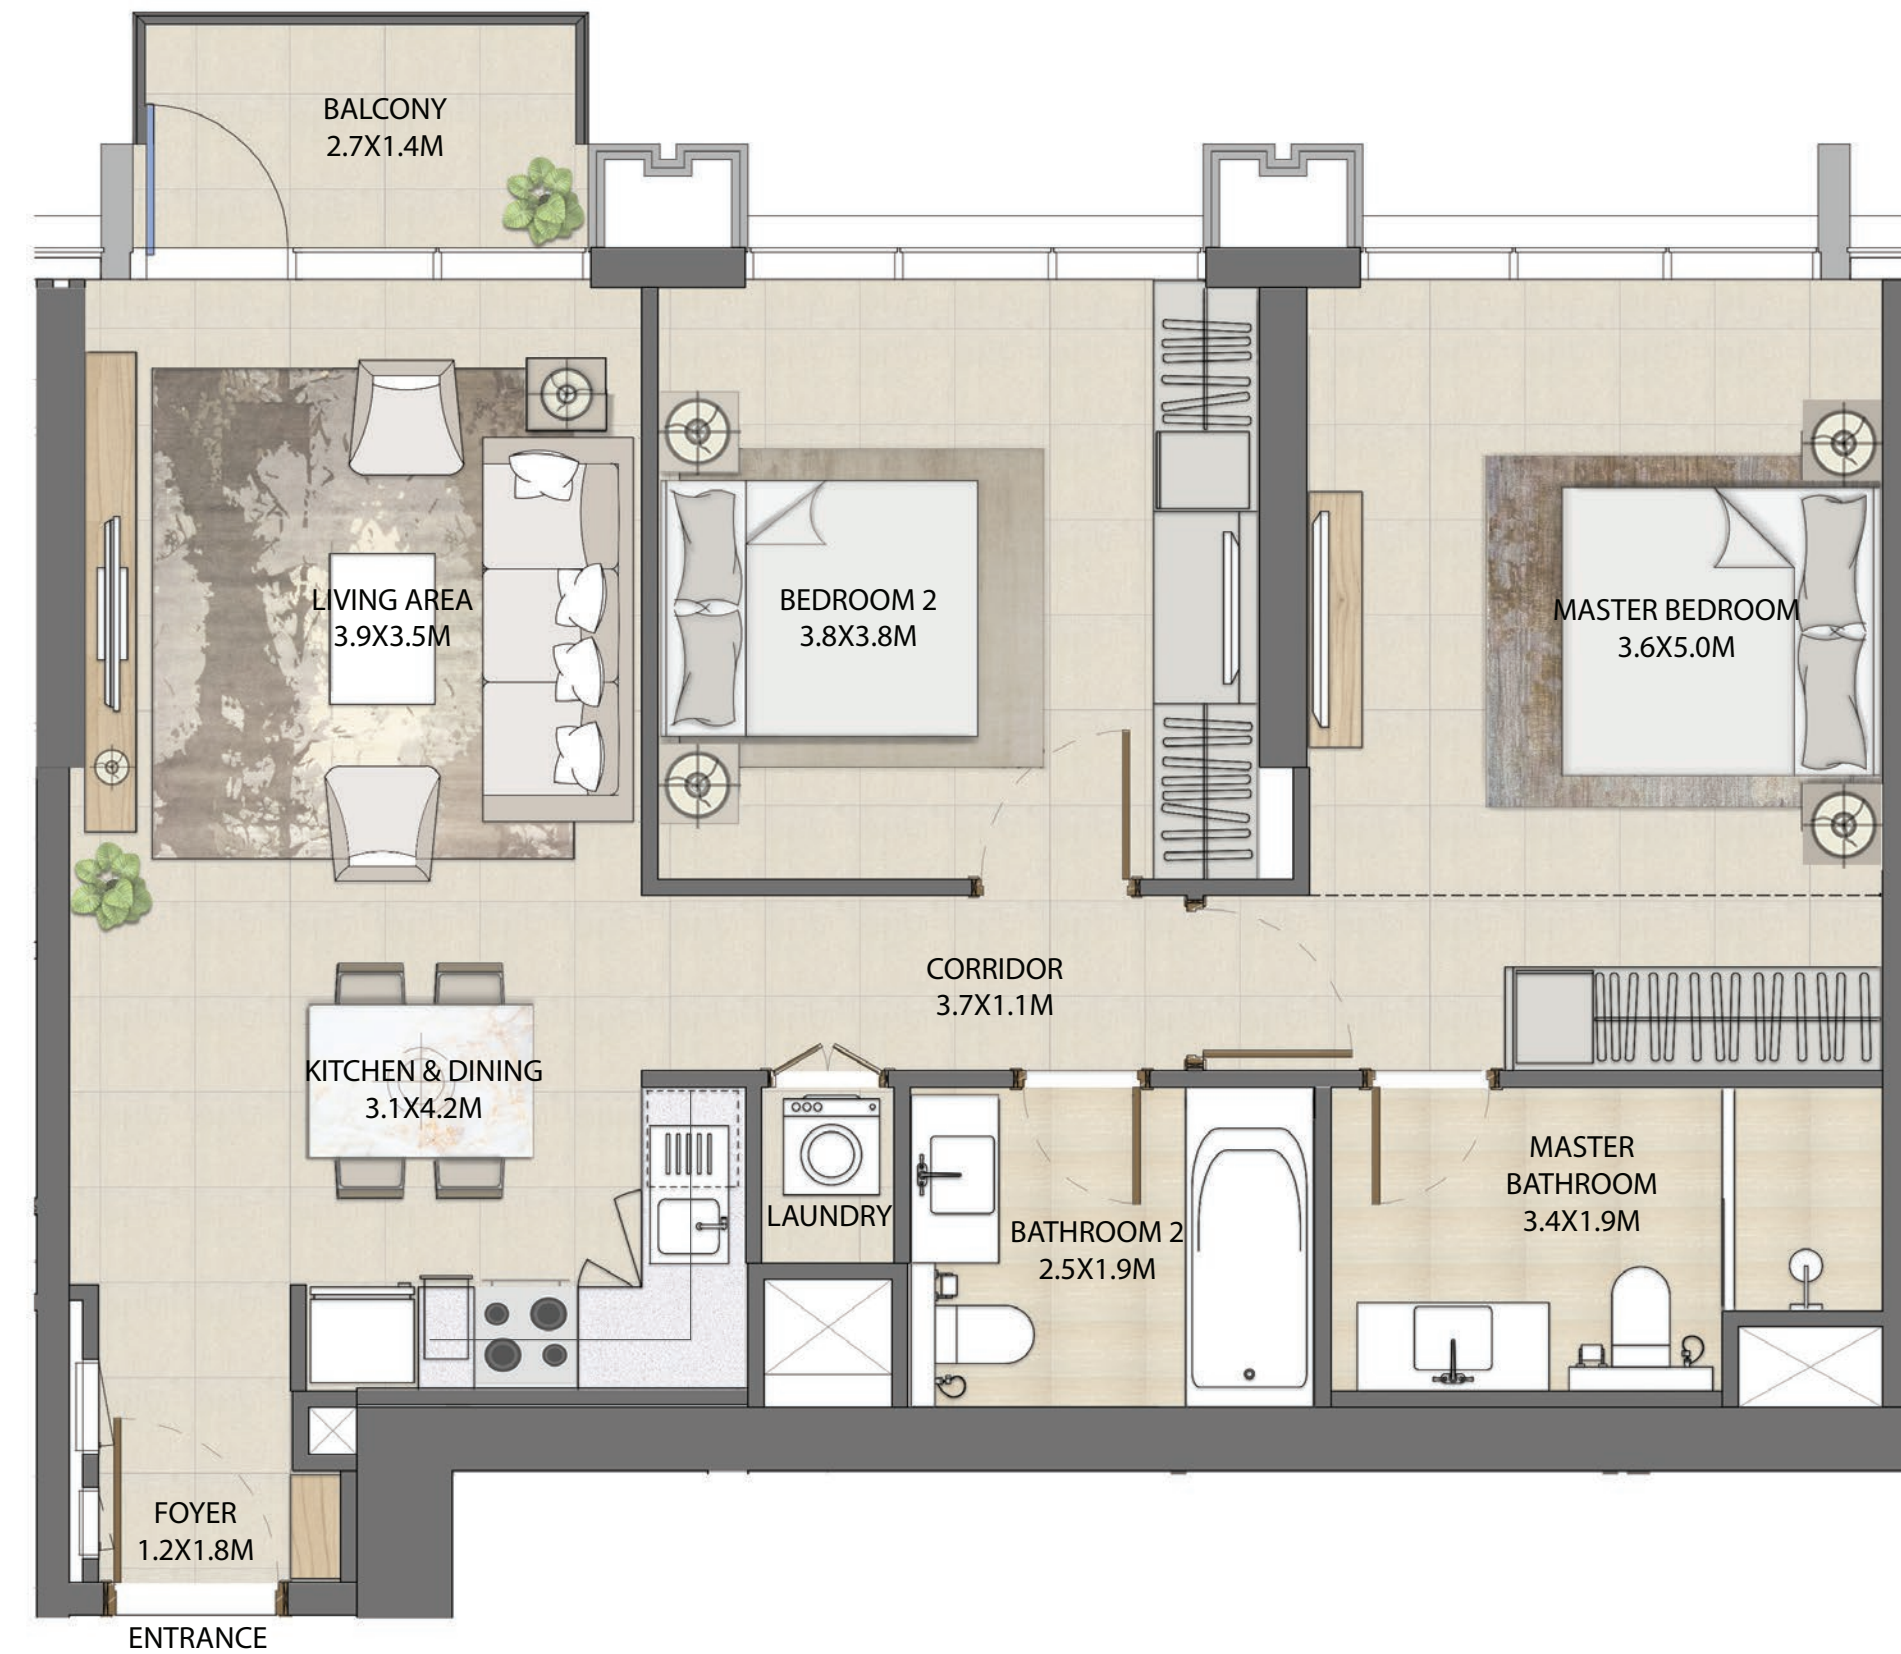 BALCONY
2.7X1.4M
LIVING AREA
3.9X3.5M
BEDROOM 2
3.8X3.8M
MASTER BEDROOM
3.6X5.0M
CORRIDOR
3.7X1.1M
KITCHEN & DINING
3.1X4.2M
LAUNDRY
BATHROOM 2
2.5X1.9M
MASTER
BATHROOM
3.4X1.9M
FOYER
1.2X1.8M
ENTRANCE